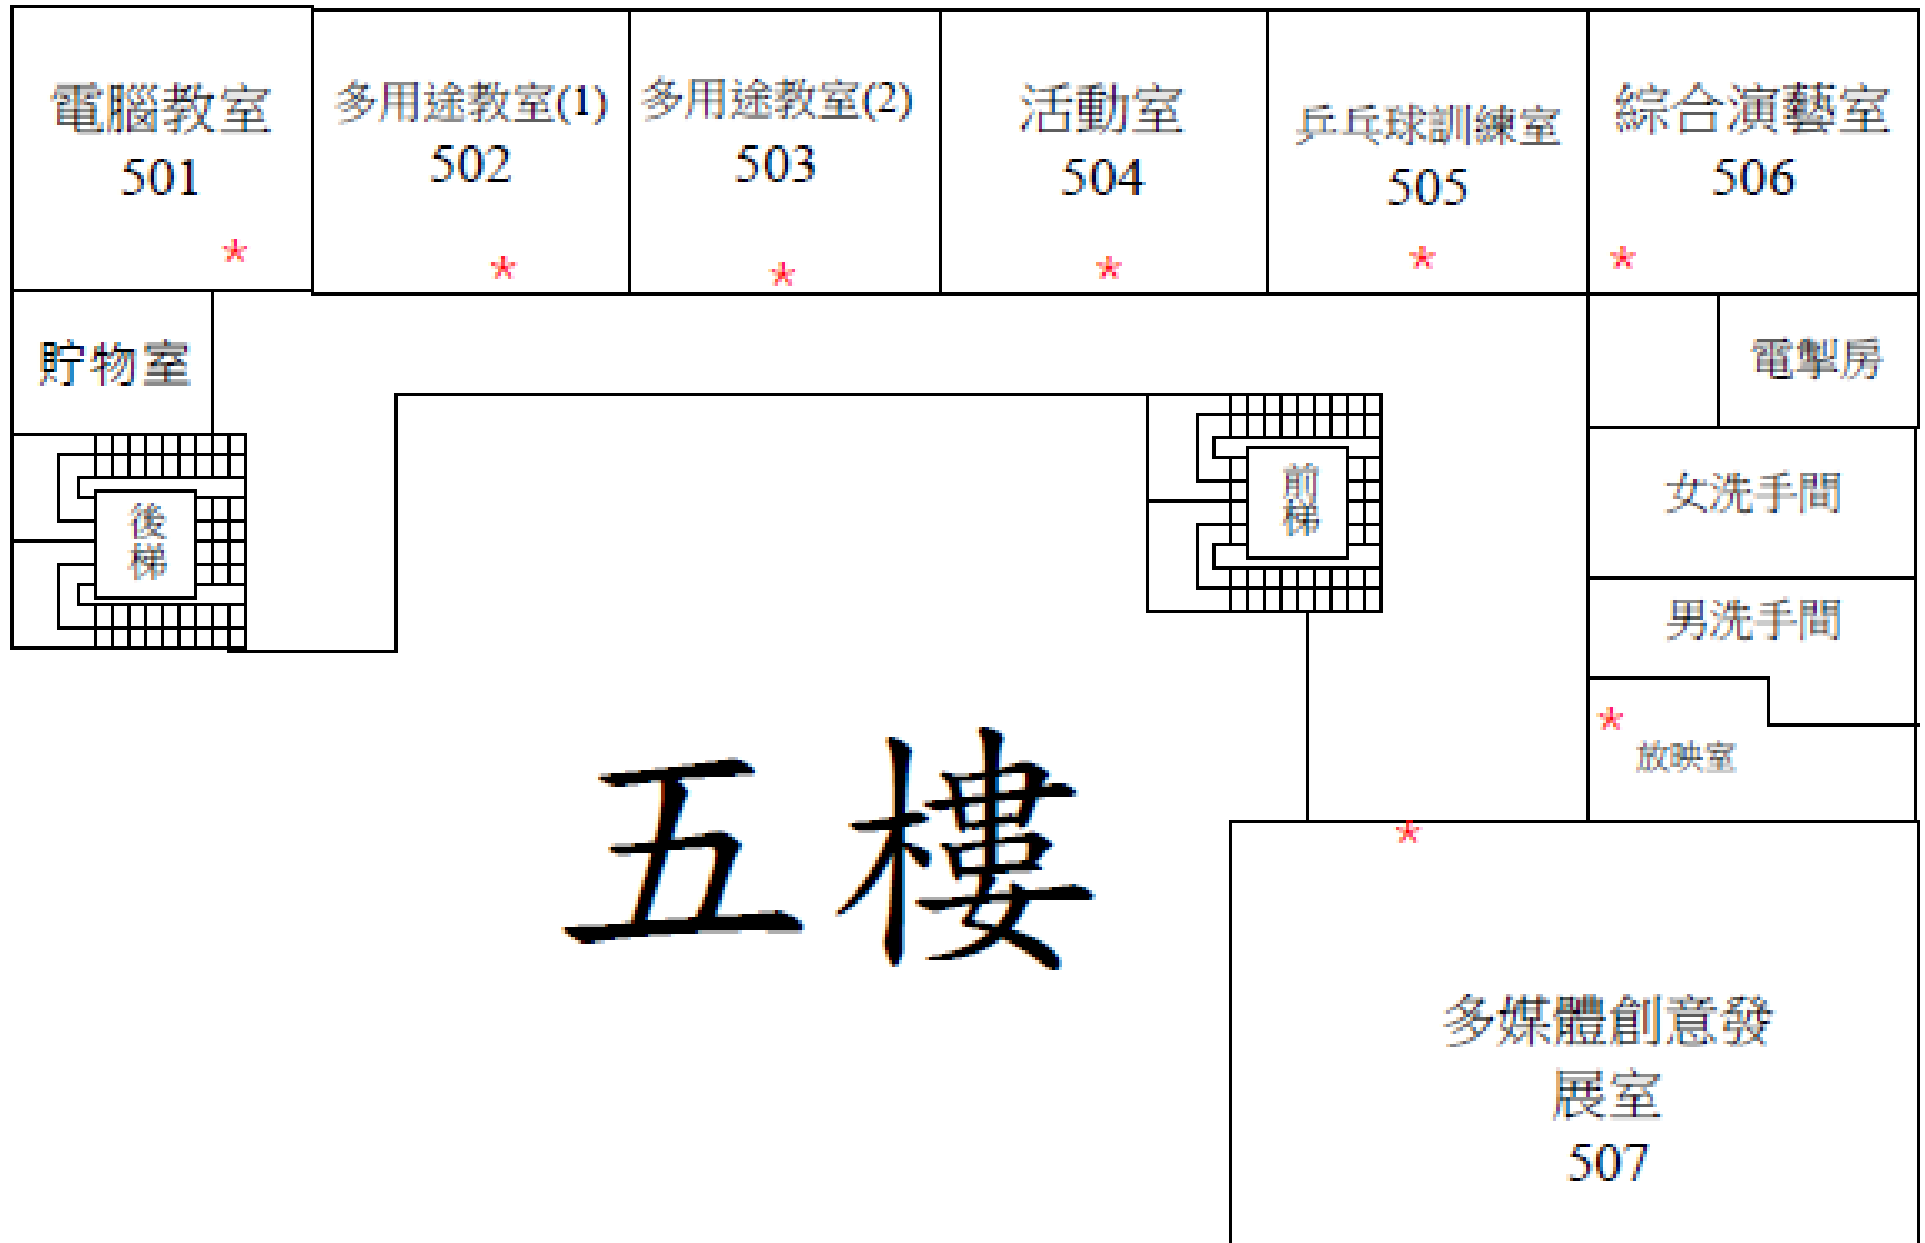 電腦教室
501
*
多用途教室(1)
502
*
多用途教室(2)
503
*
活動室
504
*
乒乓球訓練室
505
*
綜合演藝室
506
*
貯物室
電掣房
後
梯
前
梯
女洗手間
男洗手間
*
放映室
五樓
*
多媒體創意發
展室
507